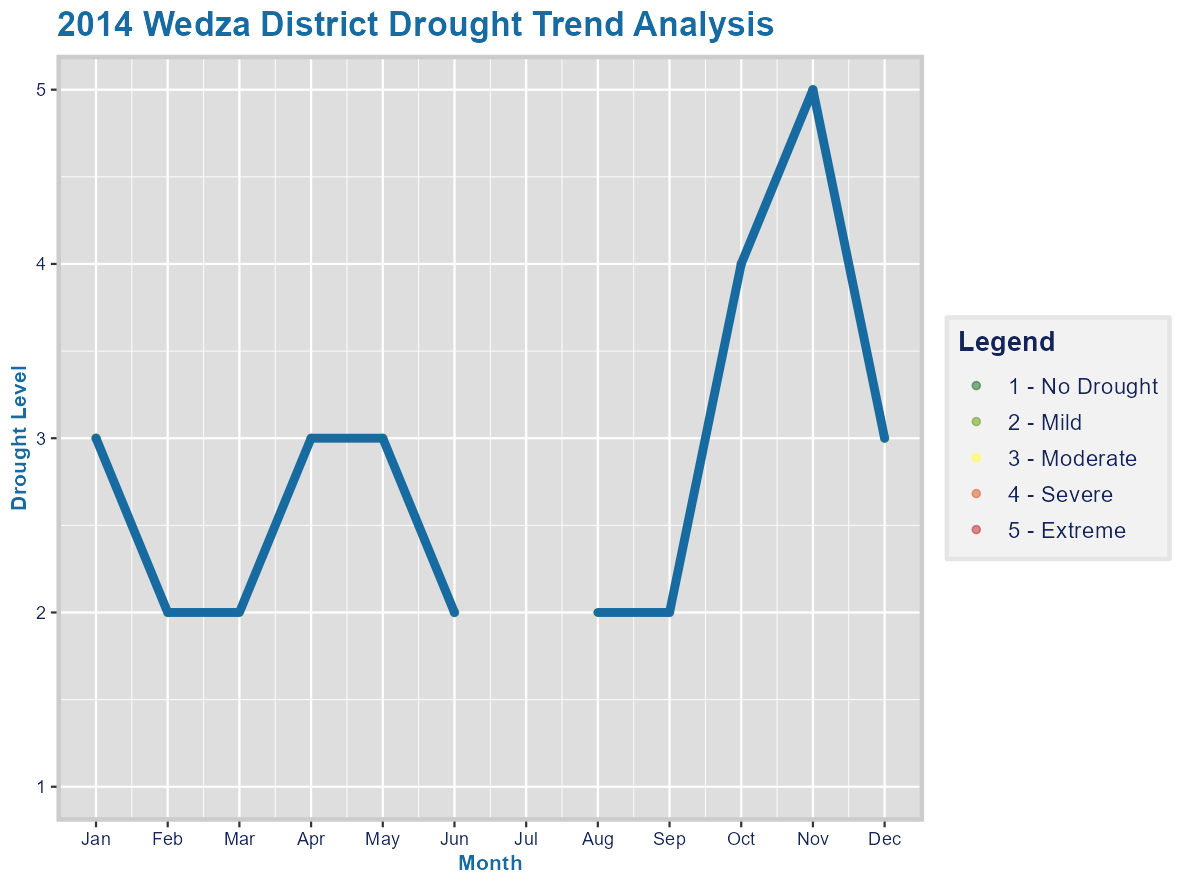 2014 Wedza District Drought Trend Analysis
Drought Level
5
4
3
2
1
Jan Feb Mar Apr May Jun Jul Aug Sep Oct Nov Dec
Month
Legend
1 - No Drought
2 - Mild
3 - Moderate
4 - Severe
5 - Extreme